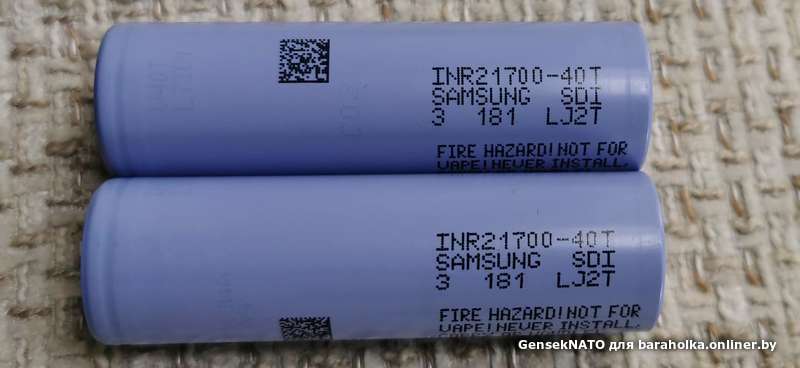 INR21700-40T
SAMSUNG SDI
3 181 LJ2T
FIRE HAZARD! NOT FOR
VAPE! NEVER INSTALL,
INR21700-40T
SAMSUNG SDI
3 181 LJ2T
FIRE HAZARD! NOT FOR
VAPE! NEVER INSTALL,
GensekNATO для baraholka.onliner.by